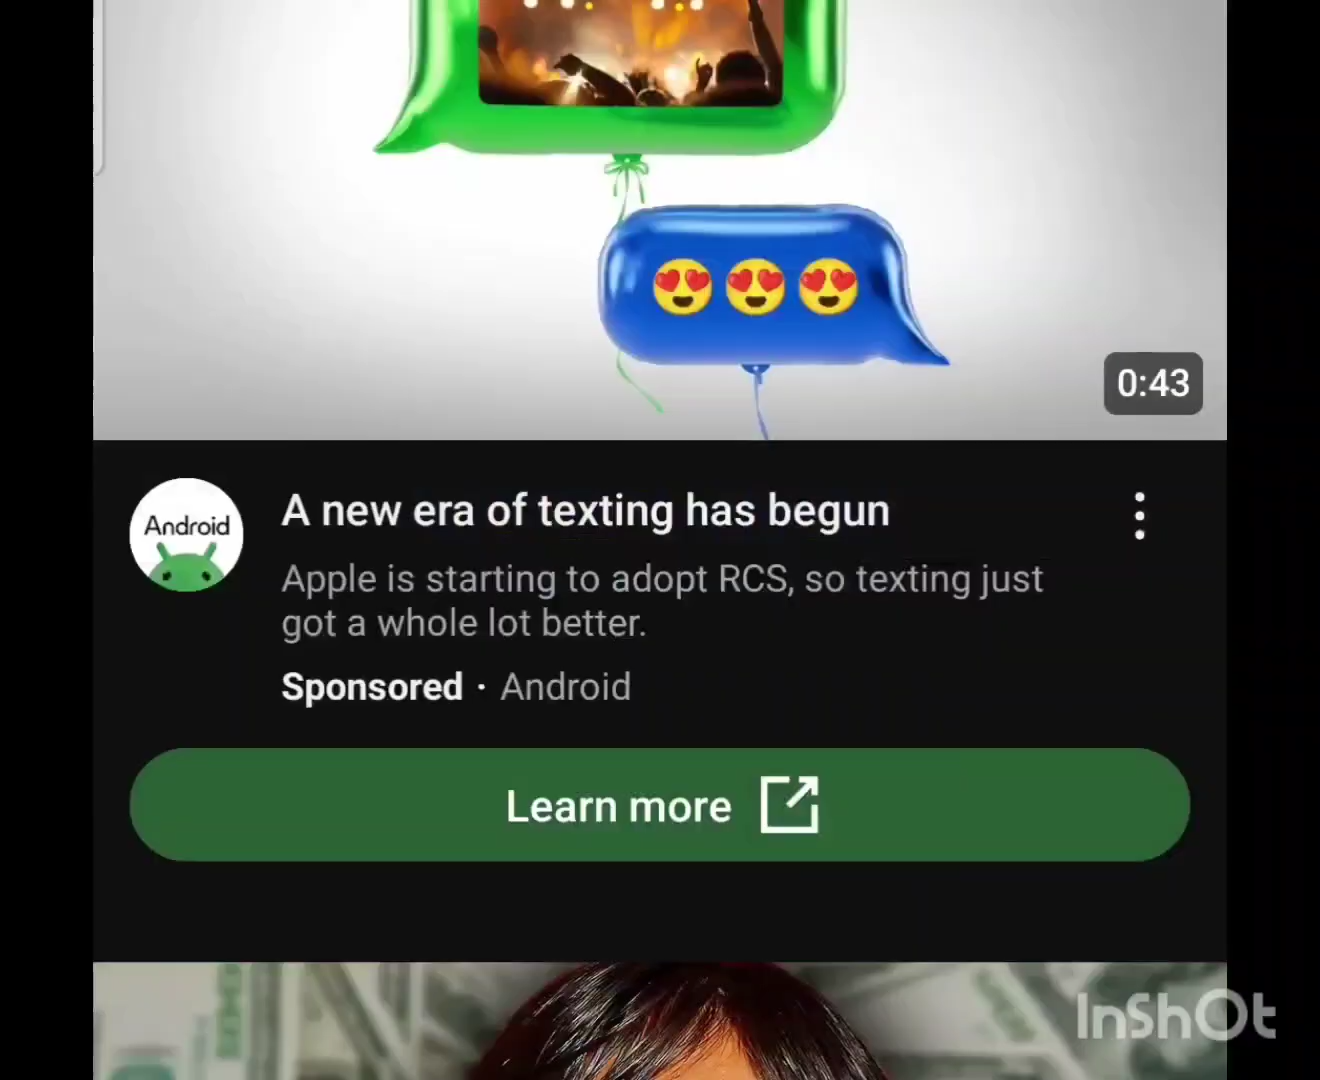 0:43
Android
A new era of texting has begun
Apple is starting to adopt RCS, so texting just
got a whole lot better.
Sponsored · Android
Learn more
InShOt